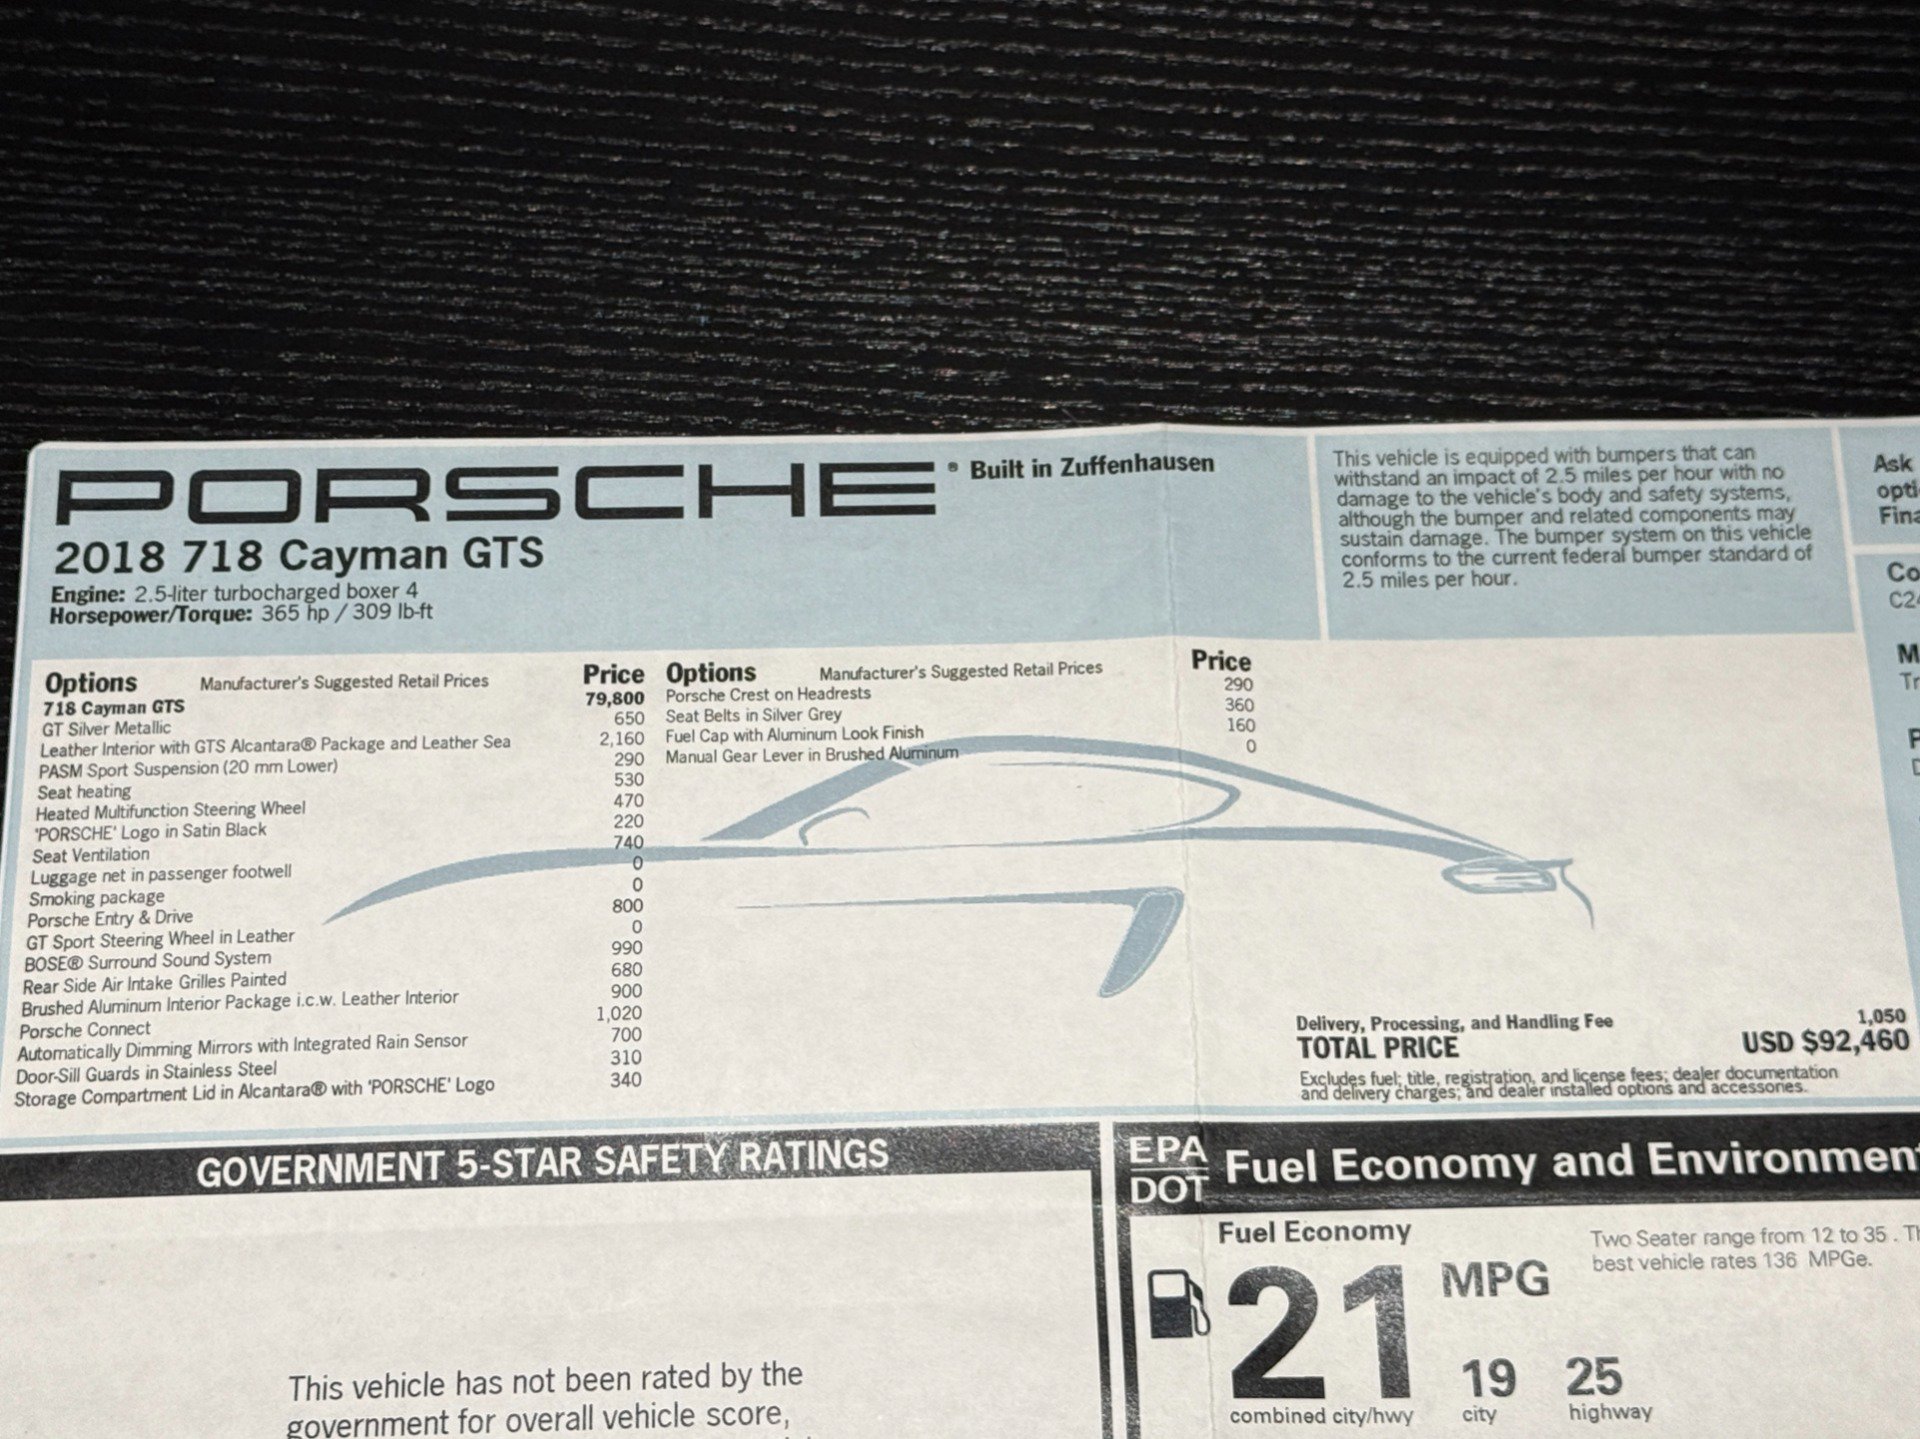 PORSCHE® Built in Zuffenhausen
2018 718 Cayman GTS
Engine: 2.5-liter turbocharged boxer 4
Horsepower/Torque: 365 hp / 309 lb-ft
This vehicle is equipped with bumpers that can
withstand an impact of 2.5 miles per hour with no
damage to the vehicle's body and safety systems,
although the bumper and related components may
sustain damage. The bumper system on this vehicle
conforms to the current federal bumper standard of
2.5 miles per hour.
Ask
Options Manufacturer's Suggested Retail Prices Price
718 Cayman GTS 79,800
GT Silver Metallic 650
Leather Interior with GTS Alcantara® Package and Leather Sea 2,160
PASM Sport Suspension (20 mm Lower) 290
Seat heating 530
Heated Multifunction Steering Wheel 470
'PORSCHE' Logo in Satin Black 220
Seat Ventilation 740
Luggage net in passenger footwell 0
Smoking package 0
Porsche Entry & Drive 800
GT Sport Steering Wheel in Leather 0
BOSE® Surround Sound System 990
Rear Side Air Intake Grilles Painted 680
Brushed Aluminum Interior Package i.c.w. Leather Interior 900
Porsche Connect 1,020
Automatically Dimming Mirrors with Integrated Rain Sensor 700
Door-Sill Guards in Stainless Steel 310
Storage Compartment Lid in Alcantara® with 'PORSCHE' Logo 340
Options Manufacturer's Suggested Retail Prices Price
Porsche Crest on Headrests 290
Seat Belts in Silver Grey 360
Fuel Cap with Aluminum Look Finish 160
Manual Gear Lever in Brushed Aluminum 0
Delivery, Processing, and Handling Fee 1,050
TOTAL PRICE USD $92,460
Excludes fuel; title, registration, and license fees; dealer documentation
and delivery charges; and dealer installed options and accessories.
GOVERNMENT 5-STAR SAFETY RATINGS
This vehicle has not been rated by the
government for overall vehicle score,
EPA
DOT
Fuel Economy and Environment
Fuel Economy
21 MPG
Two Seater range from 12 to 35 . Th
best vehicle rates 136 MPGe.
19 25
combined city/hwy city highway